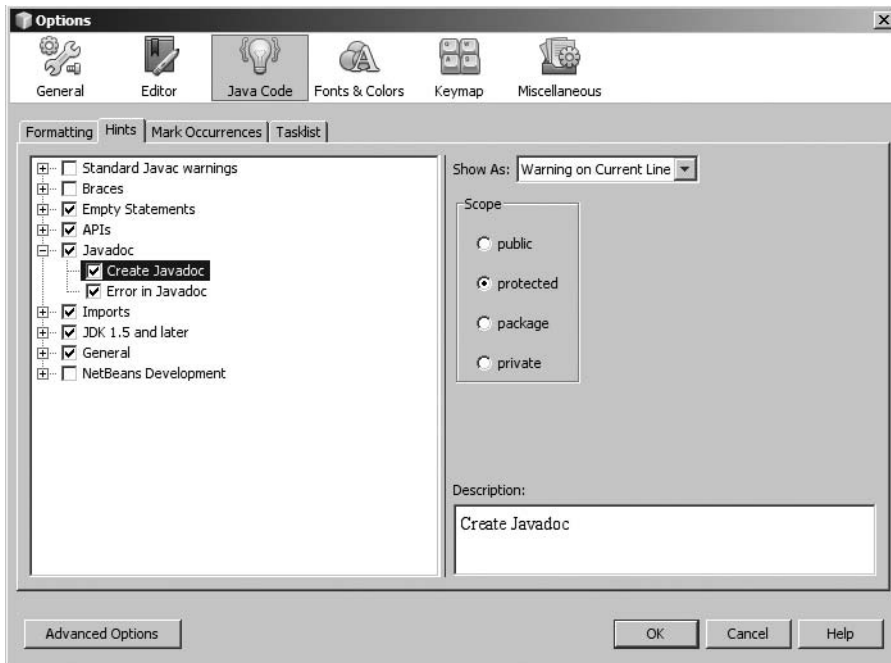 Options
General Editor Java Code Fonts & Colors Keymap Miscellaneous
Formatting Hints Mark Occurrences Tasklist
Standard Javac warnings
Braces
Empty Statements
APIs
Javadoc
Create Javadoc
Error in Javadoc
Imports
JDK 1.5 and later
General
NetBeans Development
Show As: Warning on Current Line
Scope
public
protected
package
private
Description:
Create Javadoc
Advanced Options OK Cancel Help